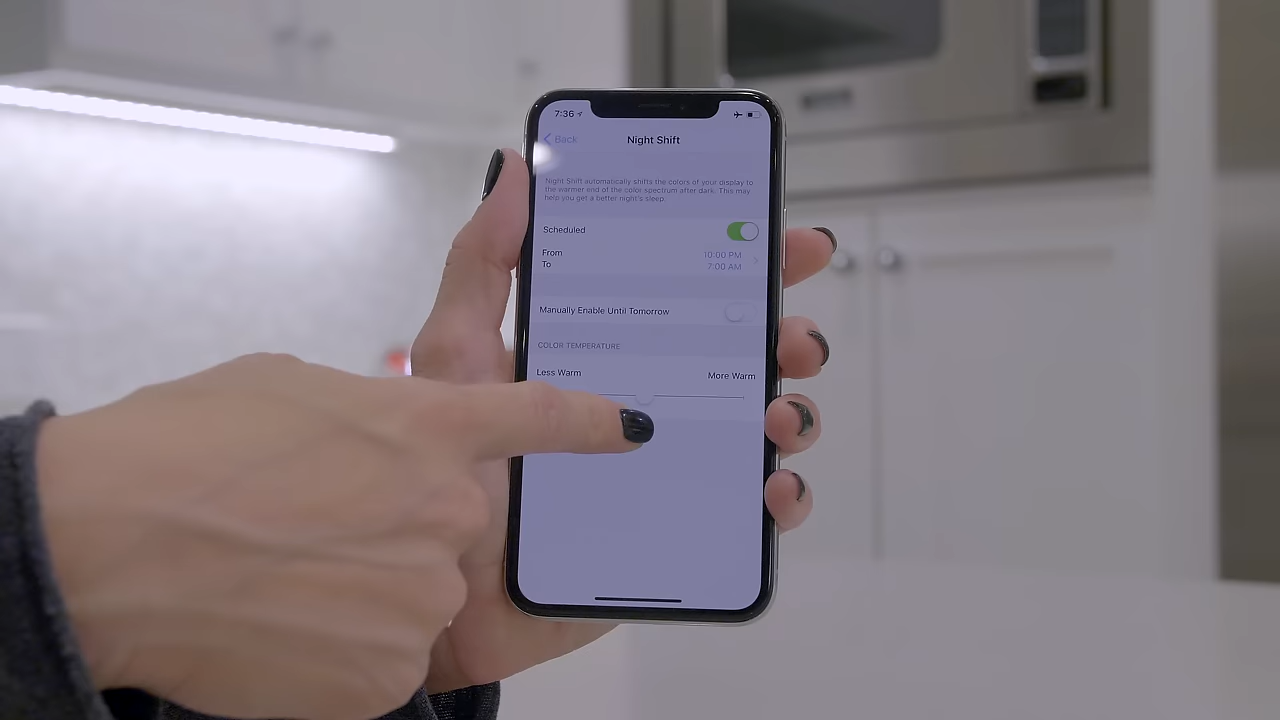 7:36
Back
Night Shift
Night Shift automatically shifts the colors of your display to
the warmer end of the color spectrum after dark. This may
help you get a better night's sleep.
Scheduled
From
10:00 PM
To
7:00 AM
Manually Enable Until Tomorrow
COLOR TEMPERATURE
Less Warm
More Warm